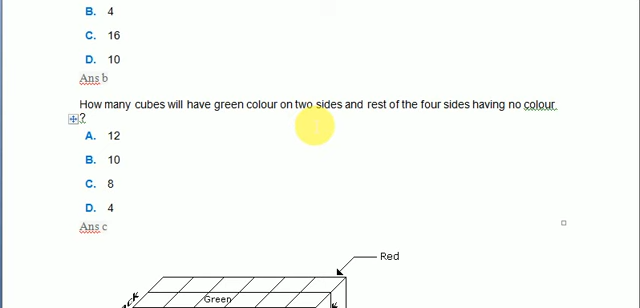 B. 4
C. 16
D. 10
Ans b
How many cubes will have green colour on two sides and rest of the four sides having no colour
?
A. 12
B. 10
C. 8
D. 4
Ans c
Red
Green